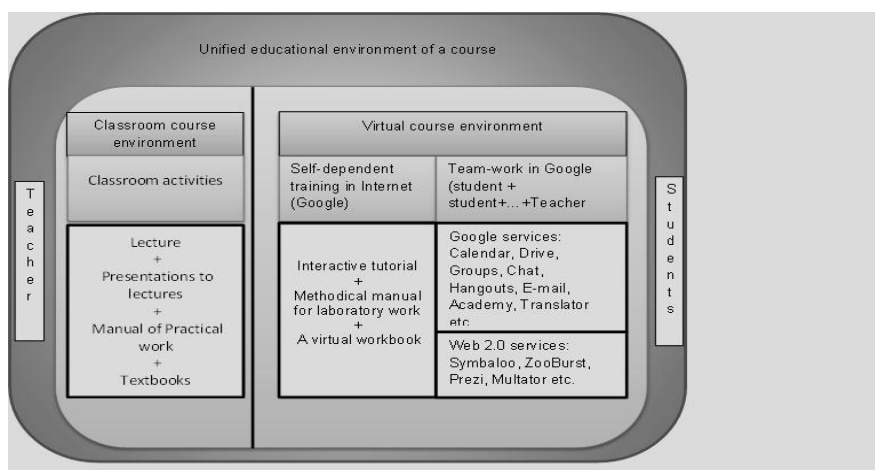 Unified educational environment of a course
Teacher
Classroom course
environment
Classroom activities
Lecture
+
Presentations to
lectures
+
Manual of Practical
work
+
Textbooks
Virtual course environment
Self-dependent
training in Internet
(Google)
Interactive tutorial
+
Methodical manual
for laboratory work
+
A virtual workbook
Team-work in Google
(student +
student+... +Teacher
Google services:
Calendar, Drive,
Groups, Chat,
Hangouts, E-mail,
Academy, Translator
etc
Web 2.0 services:
Symbaloo, ZooBurst,
Prezi, Multator etc.
Students